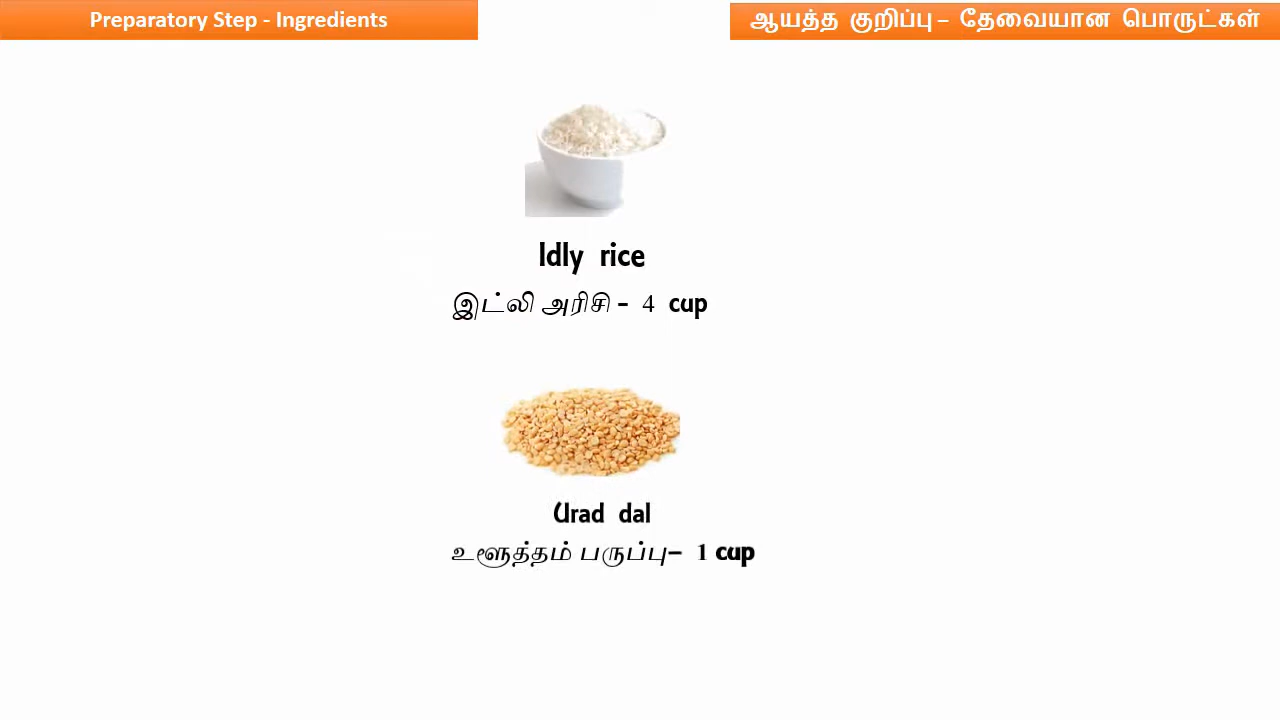 Preparatory Step - Ingredients
ஆயத்த குறிப்பு – தேவையான பொருட்கள்
Idly rice
இட்லி அரிசி - 4 cup
Urad dal
உளூத்தம் பருப்பு– 1 cup